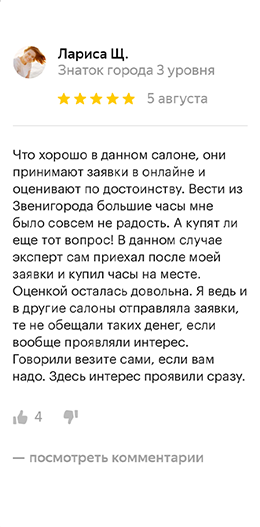 Лариса Щ.
Знаток города 3 уровня
5 августа
Что хорошо в данном салоне, они
принимают заявки в онлайне и
оценивают по достоинству. Вести из
Звенигорода большие часы мне
было совсем не радость. А купят ли
еще тот вопрос! В данном случае
эксперт сам приехал после моей
заявки и купил часы на месте.
Оценкой осталась довольна. Я ведь и
в другие салоны отправляла заявки,
те не обещали таких денег, если
вообще проявляли интерес.
Говорили везите сами, если вам
надо. Здесь интерес проявили сразу.
4
— посмотреть комментарии